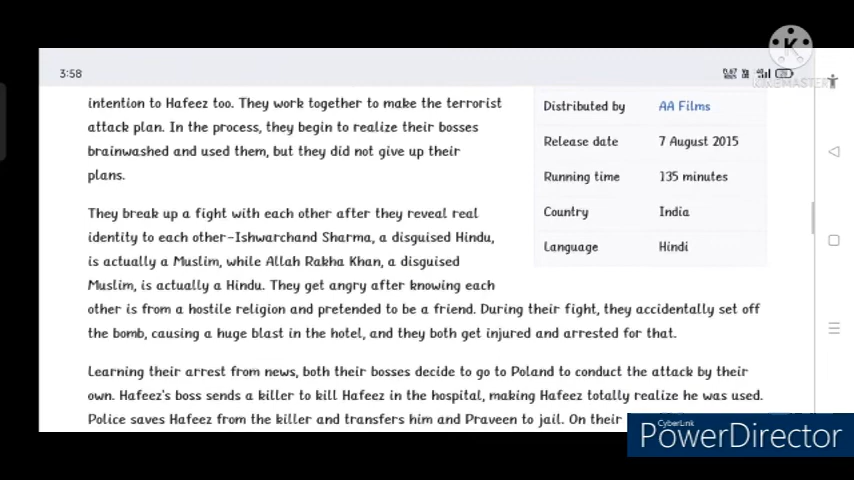 3:58
KINEMASTER
intention to Hafeez too. They work together to make the terrorist
attack plan. In the process, they begin to realize their bosses
brainwashed and used them, but they did not give up their
plans.
They break up a fight with each other after they reveal real
identity to each other–Ishwarchand Sharma, a disguised Hindu,
is actually a Muslim, while Allah Rakha Khan, a disguised
Muslim, is actually a Hindu. They get angry after knowing each
other is from a hostile religion and pretended to be a friend. During their fight, they accidentally set off
the bomb, causing a huge blast in the hotel, and they both get injured and arrested for that.
Learning their arrest from news, both their bosses decide to go to Poland to conduct the attack by their
own. Hafeez's boss sends a killer to kill Hafeez in the hospital, making Hafeez totally realize he was used.
Police saves Hafeez from the killer and transfers him and Praveen to jail. On their
Distributed by AA Films
Release date 7 August 2015
Running time 135 minutes
Country India
Language Hindi
CyberLink
PowerDirector